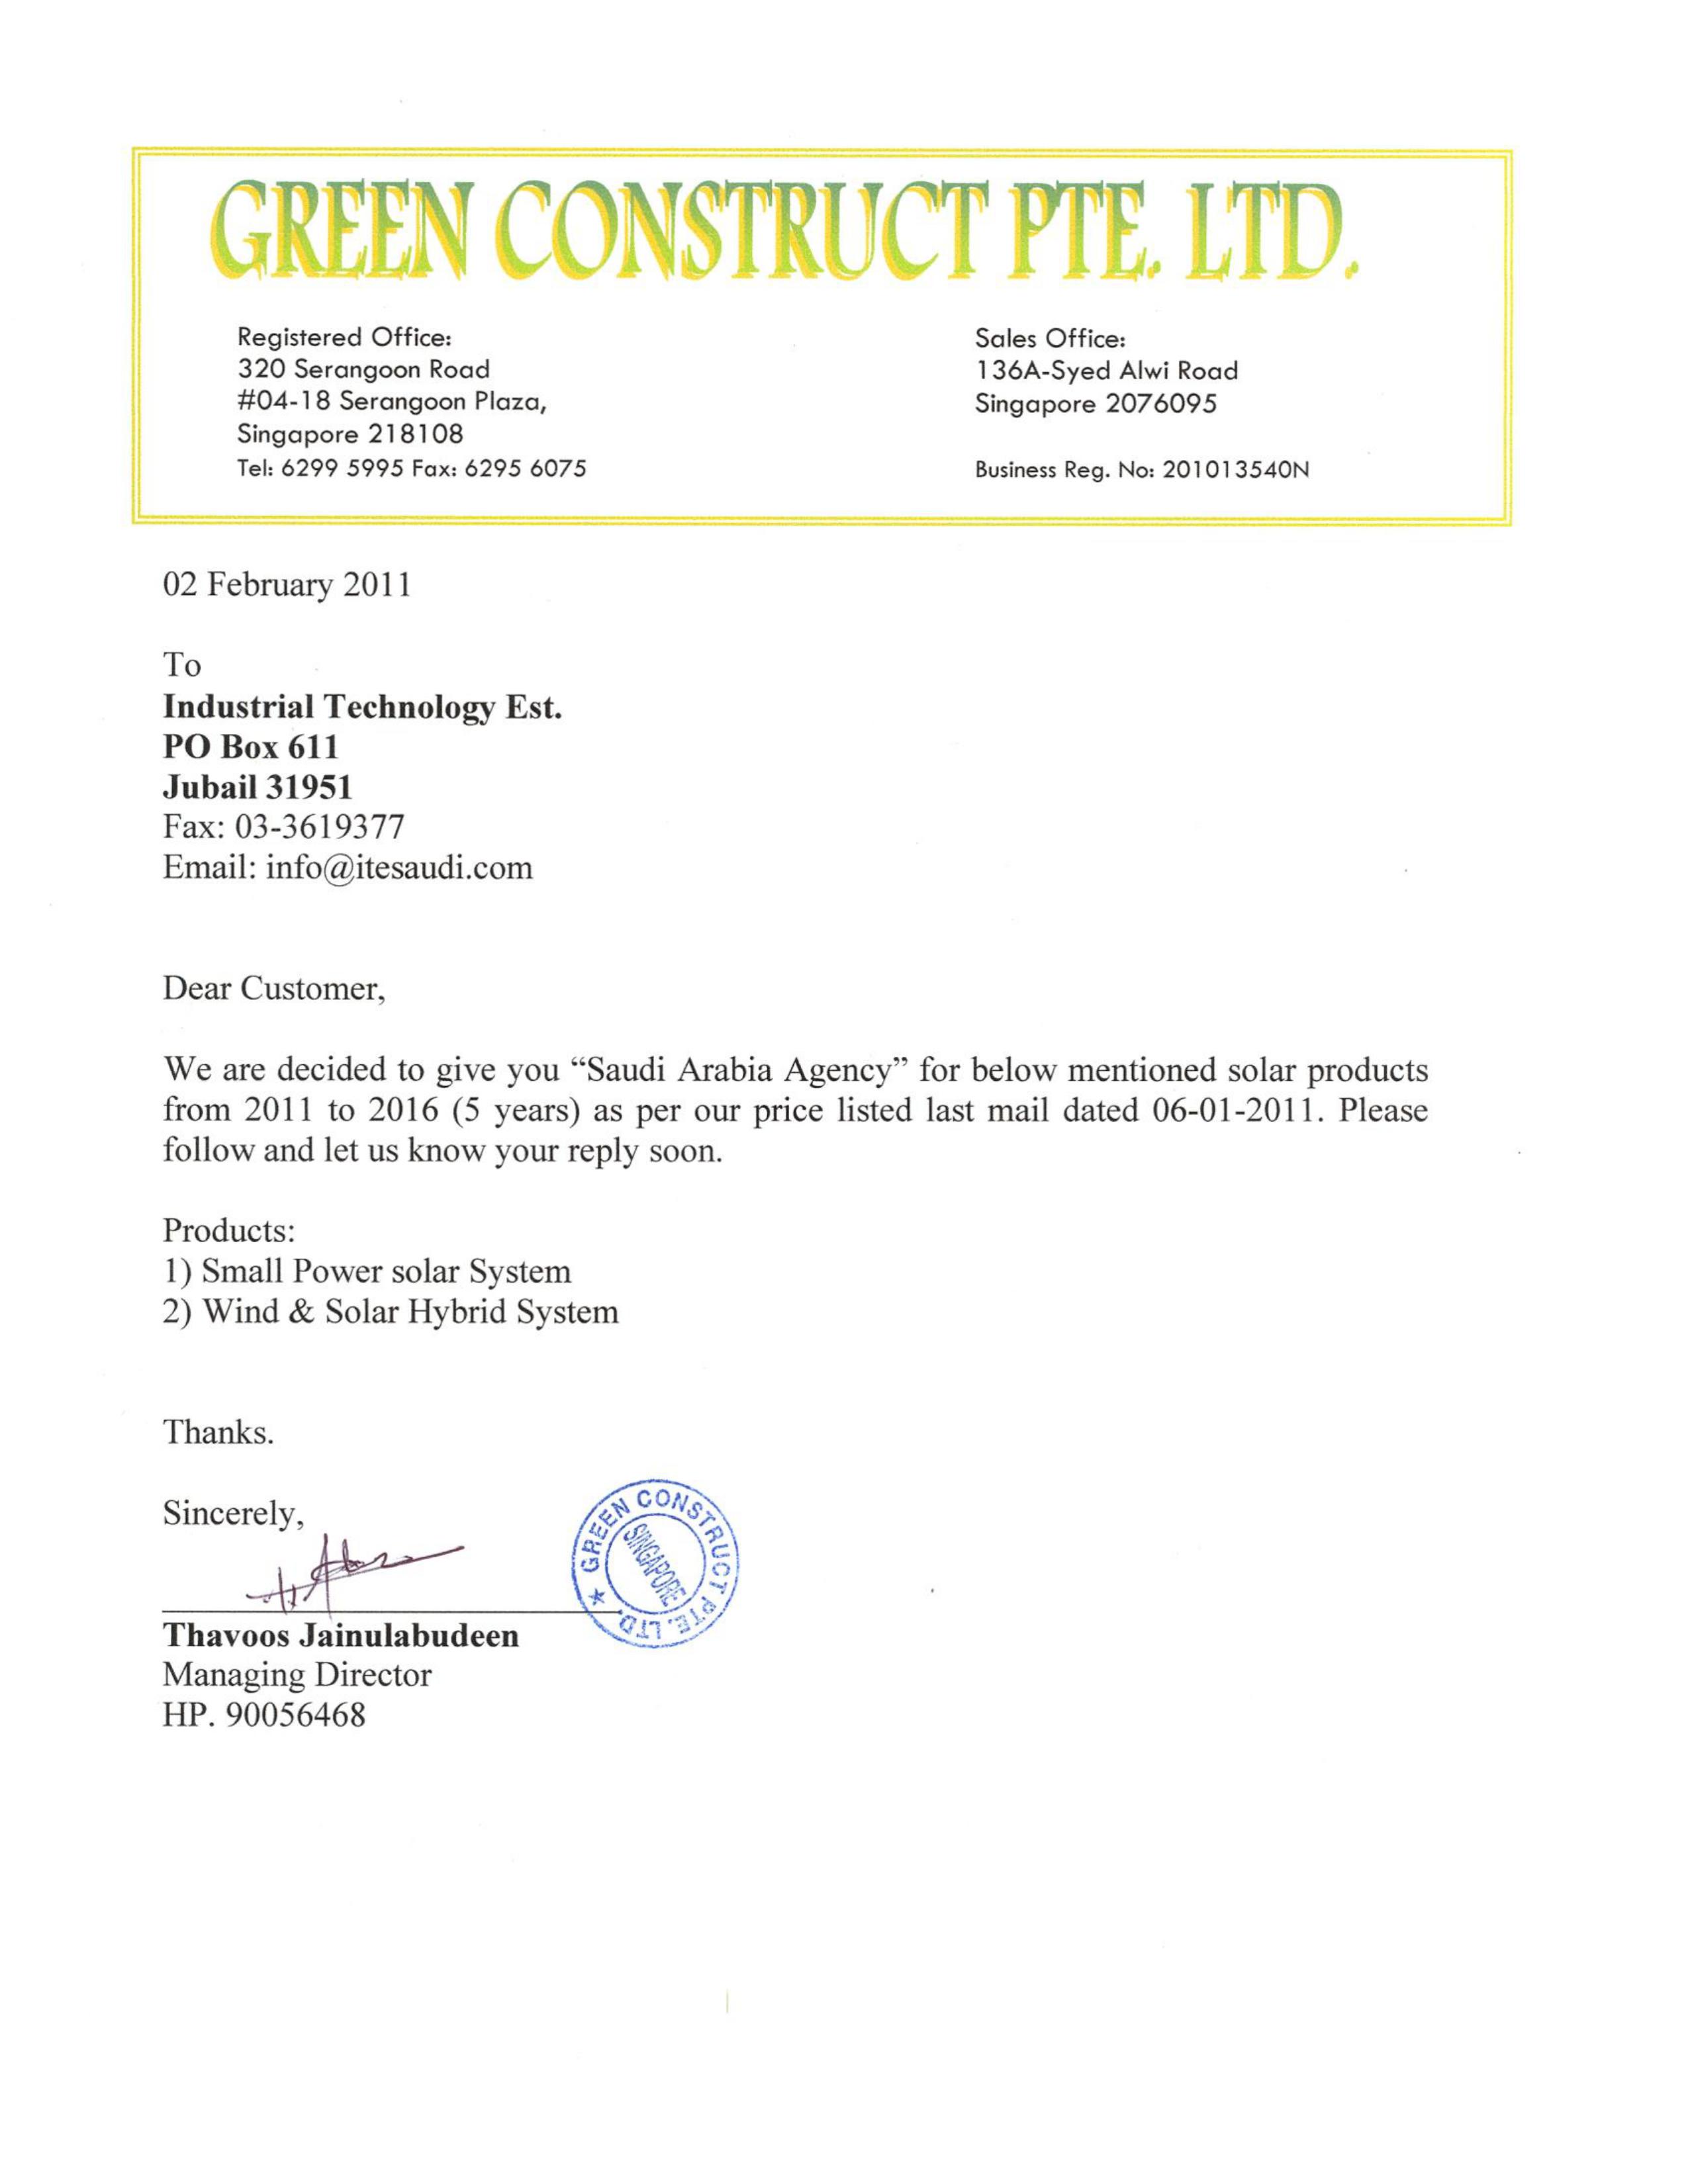 GREEN CONSTRUCT PTE. LTD.
Registered Office:
320 Serangoon Road
#04-18 Serangoon Plaza,
Singapore 218108
Tel: 6299 5995 Fax: 6295 6075
Sales Office:
136A-Syed Alwi Road
Singapore 2076095
Business Reg. No: 201013540N
02 February 2011
To
Industrial Technology Est.
PO Box 611
Jubail 31951
Fax: 03-3619377
Email: info@itesaudi.com
Dear Customer,
We are decided to give you “Saudi Arabia Agency” for below mentioned solar products
from 2011 to 2016 (5 years) as per our price listed last mail dated 06-01-2011. Please
follow and let us know your reply soon.
Products:
1) Small Power solar System
2) Wind & Solar Hybrid System
Thanks.
Sincerely,
GREEN CONSTRUCT PTE. LTD.
SINGAPORE
Thavoos Jainulabudeen
Managing Director
HP. 90056468